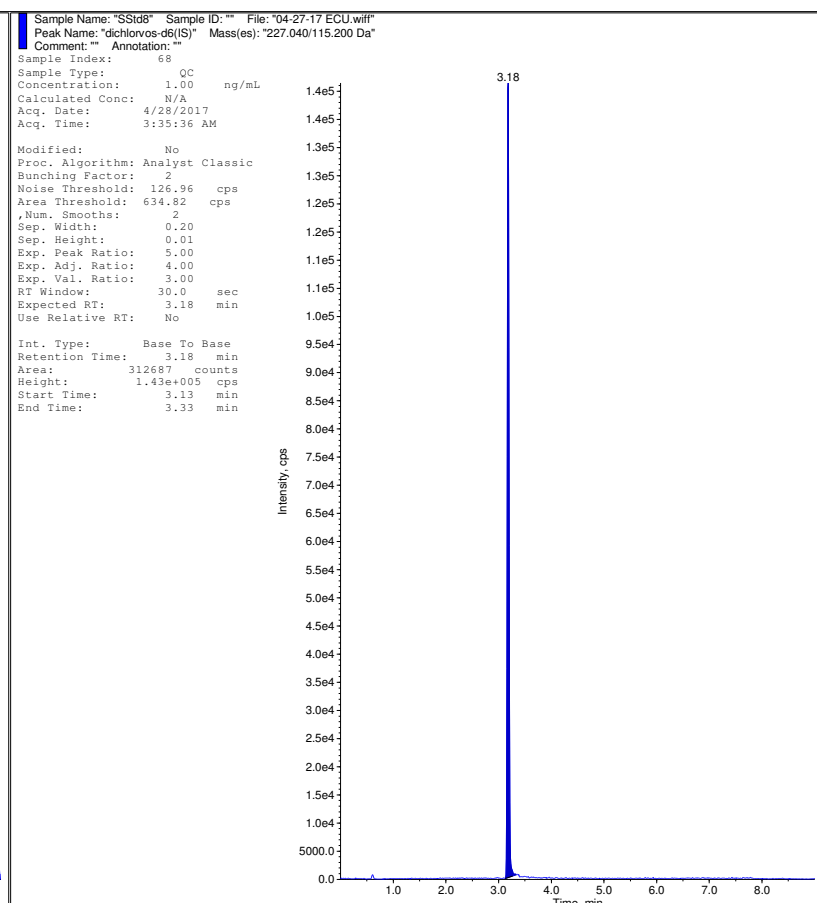 Sample Name: "SStd8" Sample ID: "" File: "04-27-17 ECU.wiff"
Peak Name: "dichlorvos-d6(IS)" Mass(es): "227.040/115.200 Da"
Comment: "" Annotation: ""
Sample Index: 68
Sample Type: QC
Concentration: 1.00 ng/mL
Calculated Conc: N/A
Acq. Date: 4/28/2017
Acq. Time: 3:35:36 AM
Modified: No
Proc. Algorithm: Analyst Classic
Bunching Factor: 2
Noise Threshold: 126.96 cps
Area Threshold: 634.82 cps
,Num. Smooths: 2
Sep. Width: 0.20
Sep. Height: 0.01
Exp. Peak Ratio: 5.00
Exp. Adj. Ratio: 4.00
Exp. Val. Ratio: 3.00
RT Window: 30.0 sec
Expected RT: 3.18 min
Use Relative RT: No
Int. Type: Base To Base
Retention Time: 3.18 min
Area: 312687 counts
Height: 1.43e+005 cps
Start Time: 3.13 min
End Time: 3.33 min
3.18
1.4e5
1.4e5
1.3e5
1.3e5
1.2e5
1.2e5
1.1e5
1.1e5
1.0e5
9.5e4
9.0e4
8.5e4
8.0e4
7.5e4
7.0e4
6.5e4
6.0e4
5.5e4
5.0e4
4.5e4
4.0e4
3.5e4
3.0e4
2.5e4
2.0e4
1.5e4
1.0e4
5000.0
0.0
Intensity, cps
1.0 2.0 3.0 4.0 5.0 6.0 7.0 8.0
Time, min